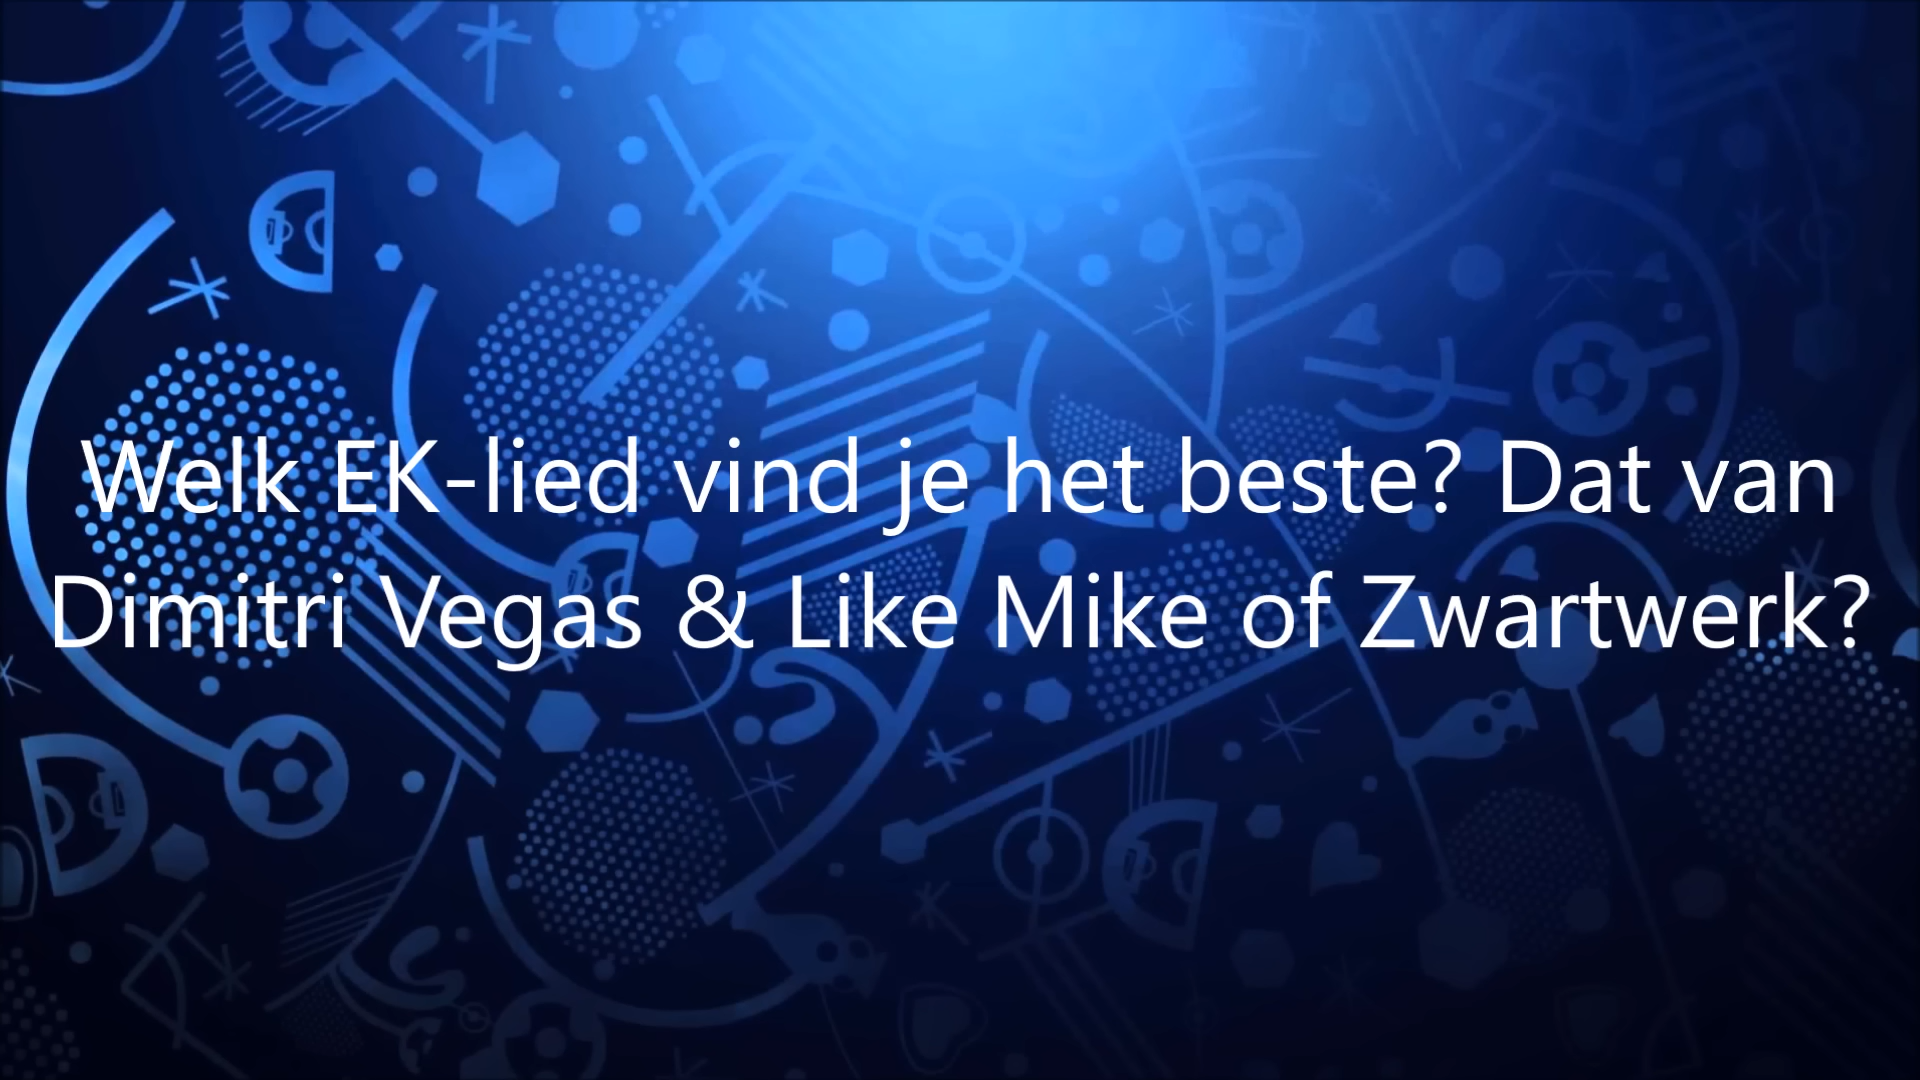 Welk EK-lied vind je het beste? Dat van
Dimitri Vegas & Like Mike of Zwartwerk?